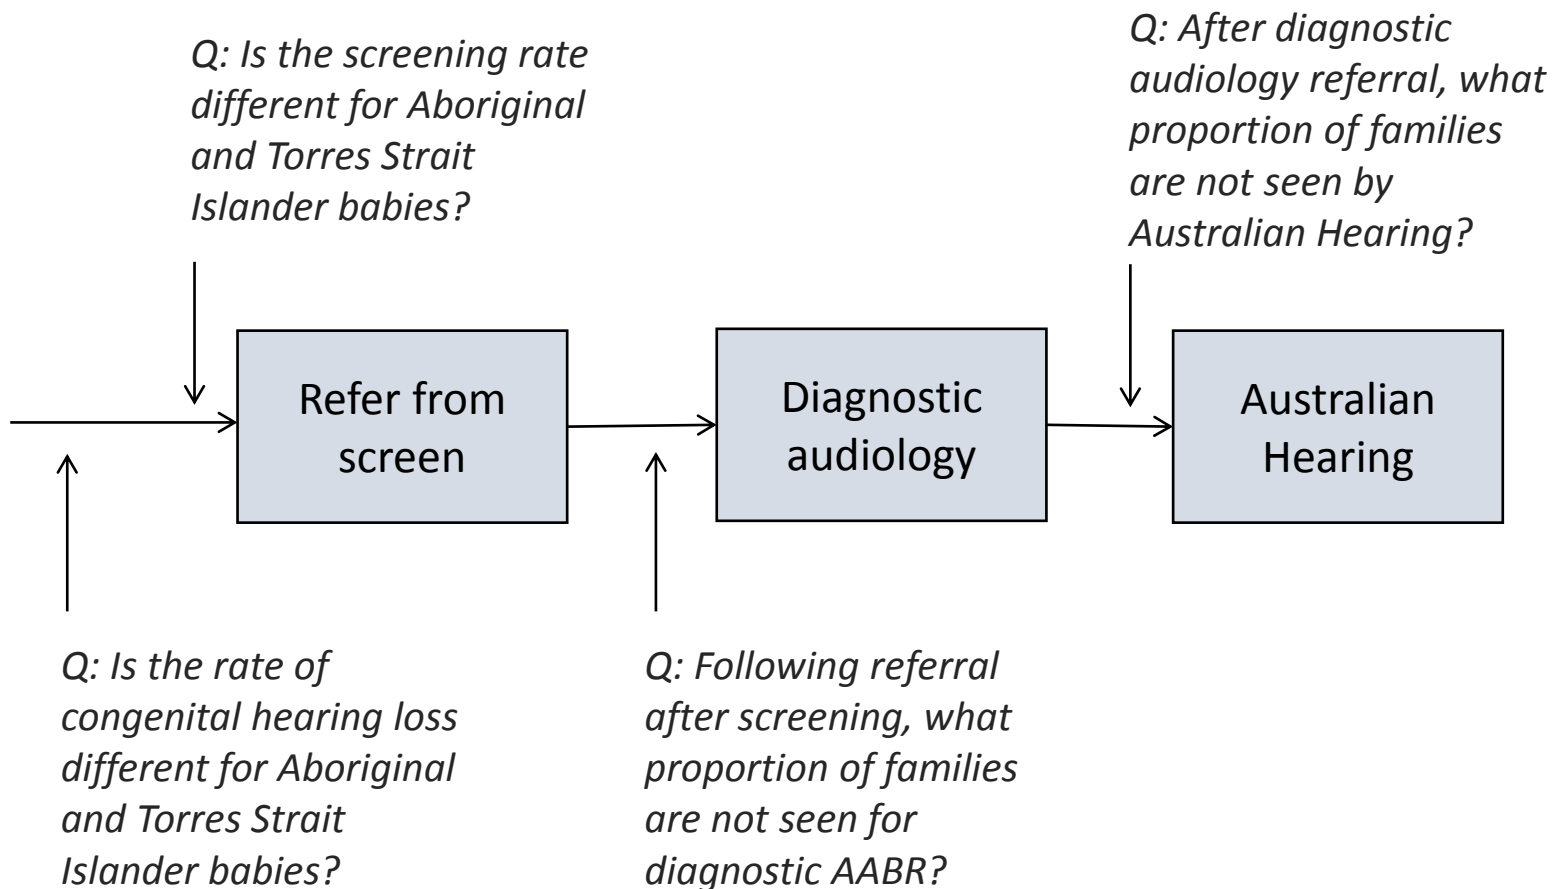 Q: Is the screening rate
different for Aboriginal
and Torres Strait
Islander babies?
Q: After diagnostic
audiology referral, what
proportion of families
are not seen by
Australian Hearing?
Refer from
screen
Diagnostic
audiology
Australian
Hearing
Q: Is the rate of
congenital hearing loss
different for Aboriginal
and Torres Strait
Islander babies?
Q: Following referral
after screening, what
proportion of families
are not seen for
diagnostic AABR?